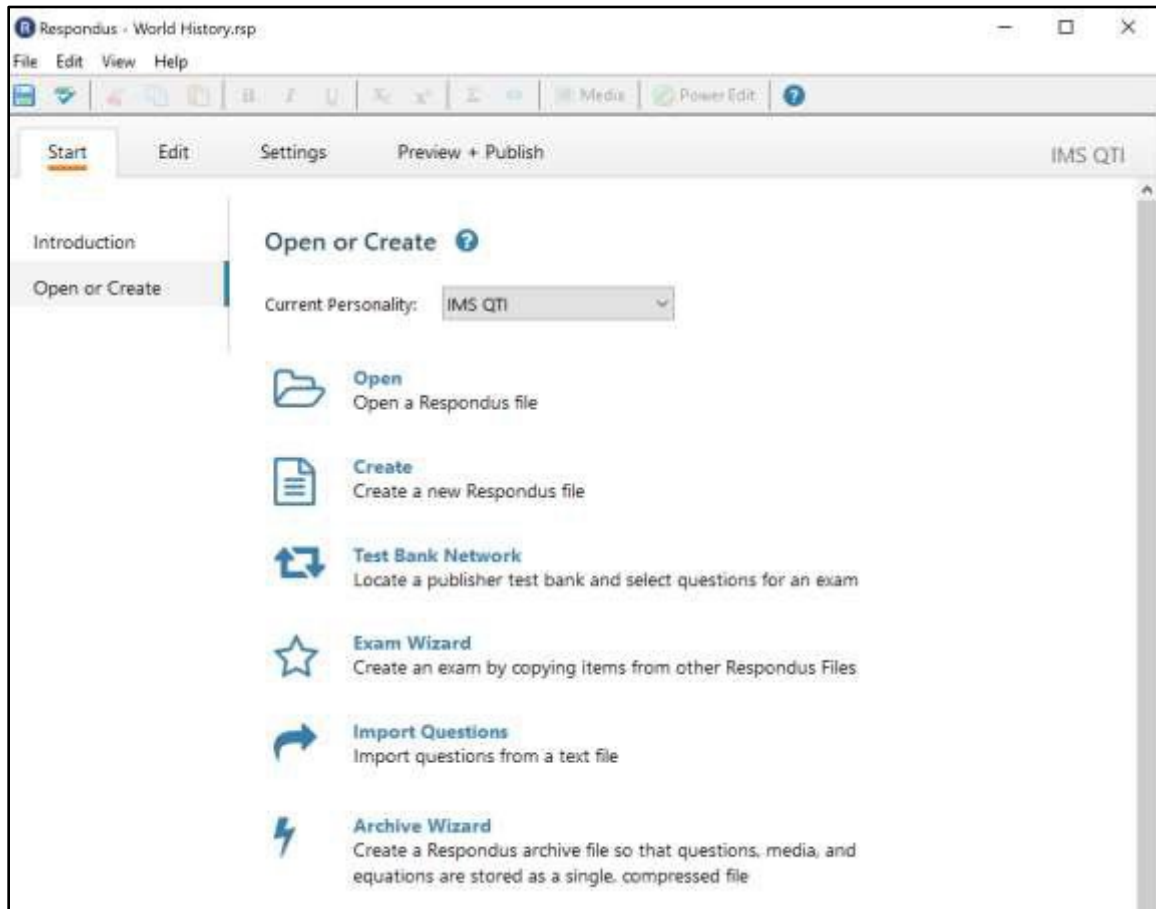 R Respondus - World History.rsp
File Edit View Help
B I U X₂ x² Σ Media Power Edit ?
Start Edit Settings Preview + Publish IMS QTI
Introduction
Open or Create
Open or Create ?
Current Personality: IMS QTI
Open
Open a Respondus file
Create
Create a new Respondus file
Test Bank Network
Locate a publisher test bank and select questions for an exam
Exam Wizard
Create an exam by copying items from other Respondus Files
Import Questions
Import questions from a text file
Archive Wizard
Create a Respondus archive file so that questions, media, and
equations are stored as a single, compressed file